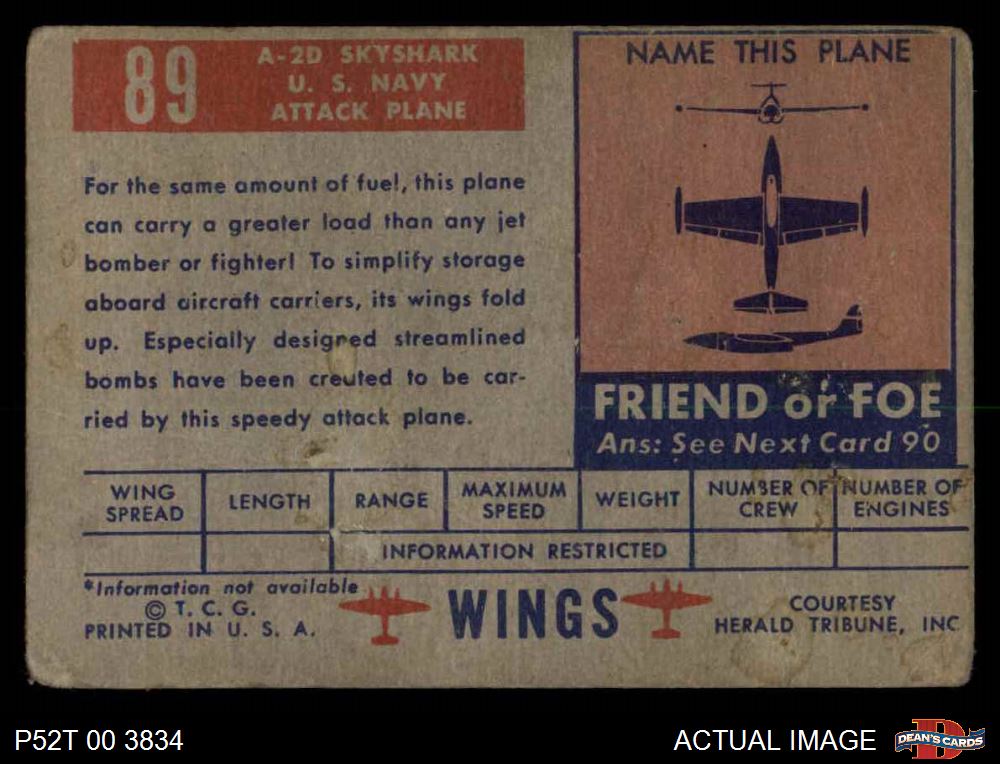 89
A-2D SKYSHARK
U. S. NAVY
ATTACK PLANE
For the same amount of fuel, this plane
can carry a greater load than any jet
bomber or fighter! To simplify storage
aboard aircraft carriers, its wings fold
up. Especially designed streamlined
bombs have been created to be car-
ried by this speedy attack plane.
NAME THIS PLANE
FRIEND or FOE
Ans: See Next Card 90
WING SPREAD
LENGTH
RANGE
MAXIMUM SPEED
WEIGHT
NUMBER OF CREW
NUMBER OF ENGINES
INFORMATION RESTRICTED
*Information not available
© T. C. G.
PRINTED IN U. S. A.
WINGS
COURTESY
HERALD TRIBUNE, INC
P52T 00 3834
ACTUAL IMAGE
DEAN'S CARDS